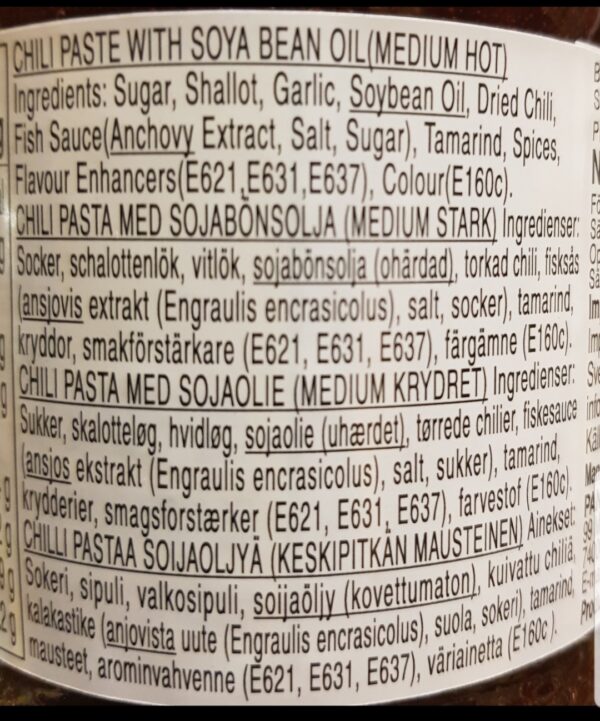 CHILI PASTE WITH SOYA BEAN OIL(MEDIUM HOT)
Ingredients: Sugar, Shallot, Garlic, Soybean Oil, Dried Chili,
Fish Sauce(Anchovy Extract, Salt, Sugar), Tamarind, Spices,
Flavour Enhancers(E621,E631,E637), Colour(E160c).
CHILI PASTA MED SOJABÖNSOLJA (MEDIUM STARK) Ingredienser:
Socker, schalottenlök, vitlök, sojabönsolja (ohärdad), torkad chili, fisksås
(ansjovis extrakt (Engraulis encrasicolus), salt, socker), tamarind,
kryddor, smakförstärkare (E621, E631, E637), färgämne (E160c).
CHILI PASTA MED SOJAOLIE (MEDIUM KRYDRET) Ingredienser:
Sukker, skalotteløg, hvidløg, sojaolie (uhærdet), tørrede chilier, fiskesauce
(ansjos ekstrakt (Engraulis encrasicolus), salt, sukker), tamarind,
krydderier, smagsforstærker (E621, E631, E637), farvestof (E160c).
CHILLI PASTAA SOIJAOLJYÄ (KESKIPITKÄN MAUSTEINEN) Ainekset:
Sokeri, sipuli, valkosipuli, soijaöljy (kovettumaton), kuivattu chiliä,
kalakastike (anjovista uute (Engraulis encrasicolus), suola, sokeri), tamarind,
mausteet, arominvahvenne (E621, E631, E637), väriainetta (E160c ).